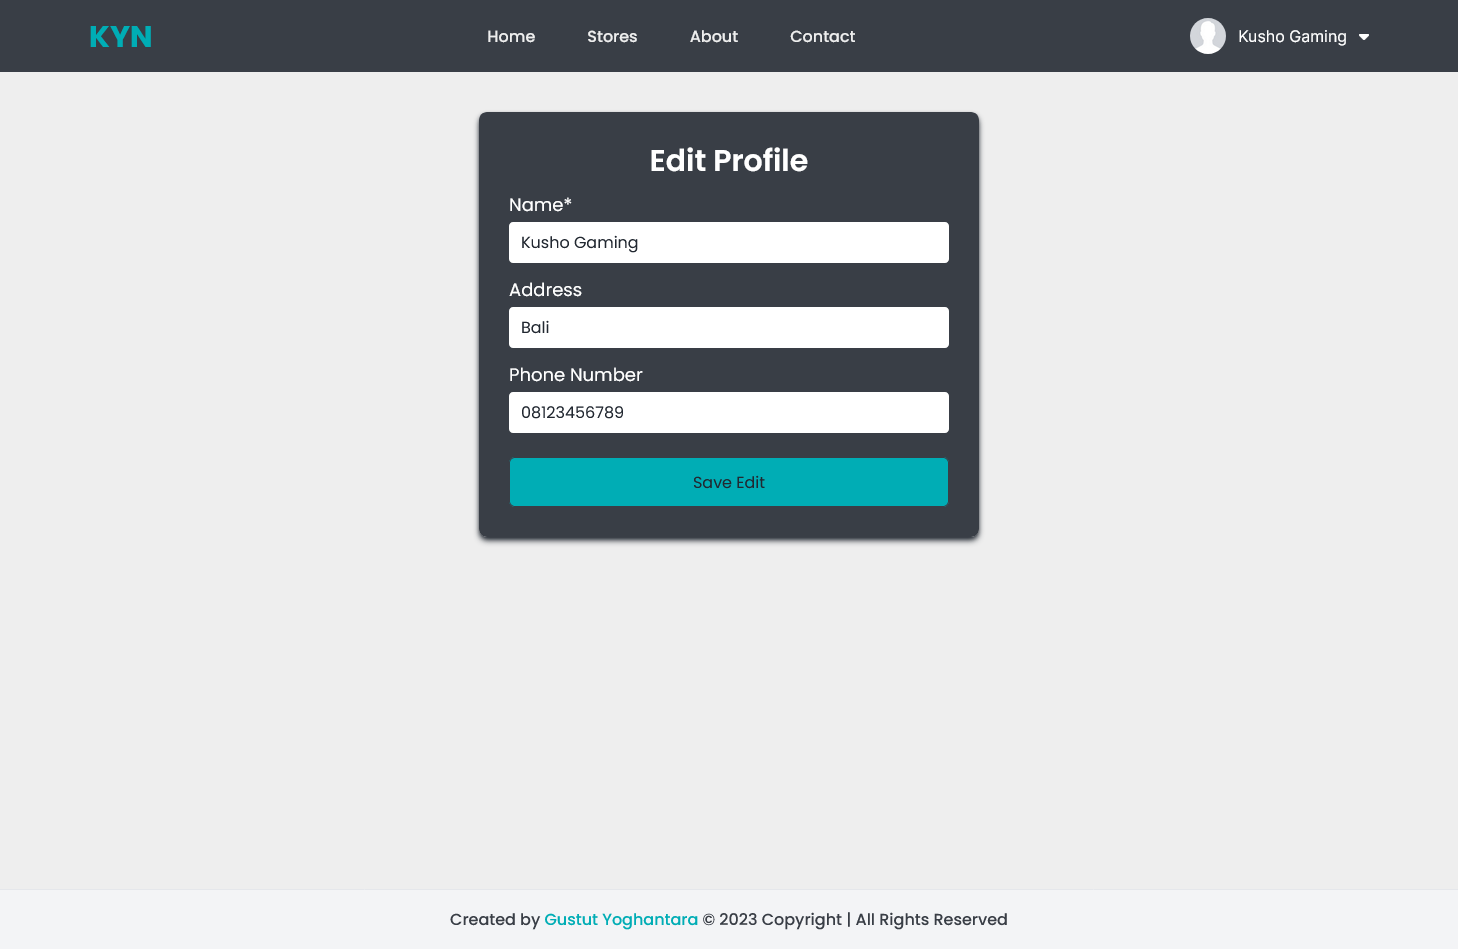 KYN
Home
Stores
About
Contact
Kusho Gaming
Edit Profile
Name*
Kusho Gaming
Address
Bali
Phone Number
08123456789
Save Edit
Created by Gustut Yoghantara © 2023 Copyright | All Rights Reserved